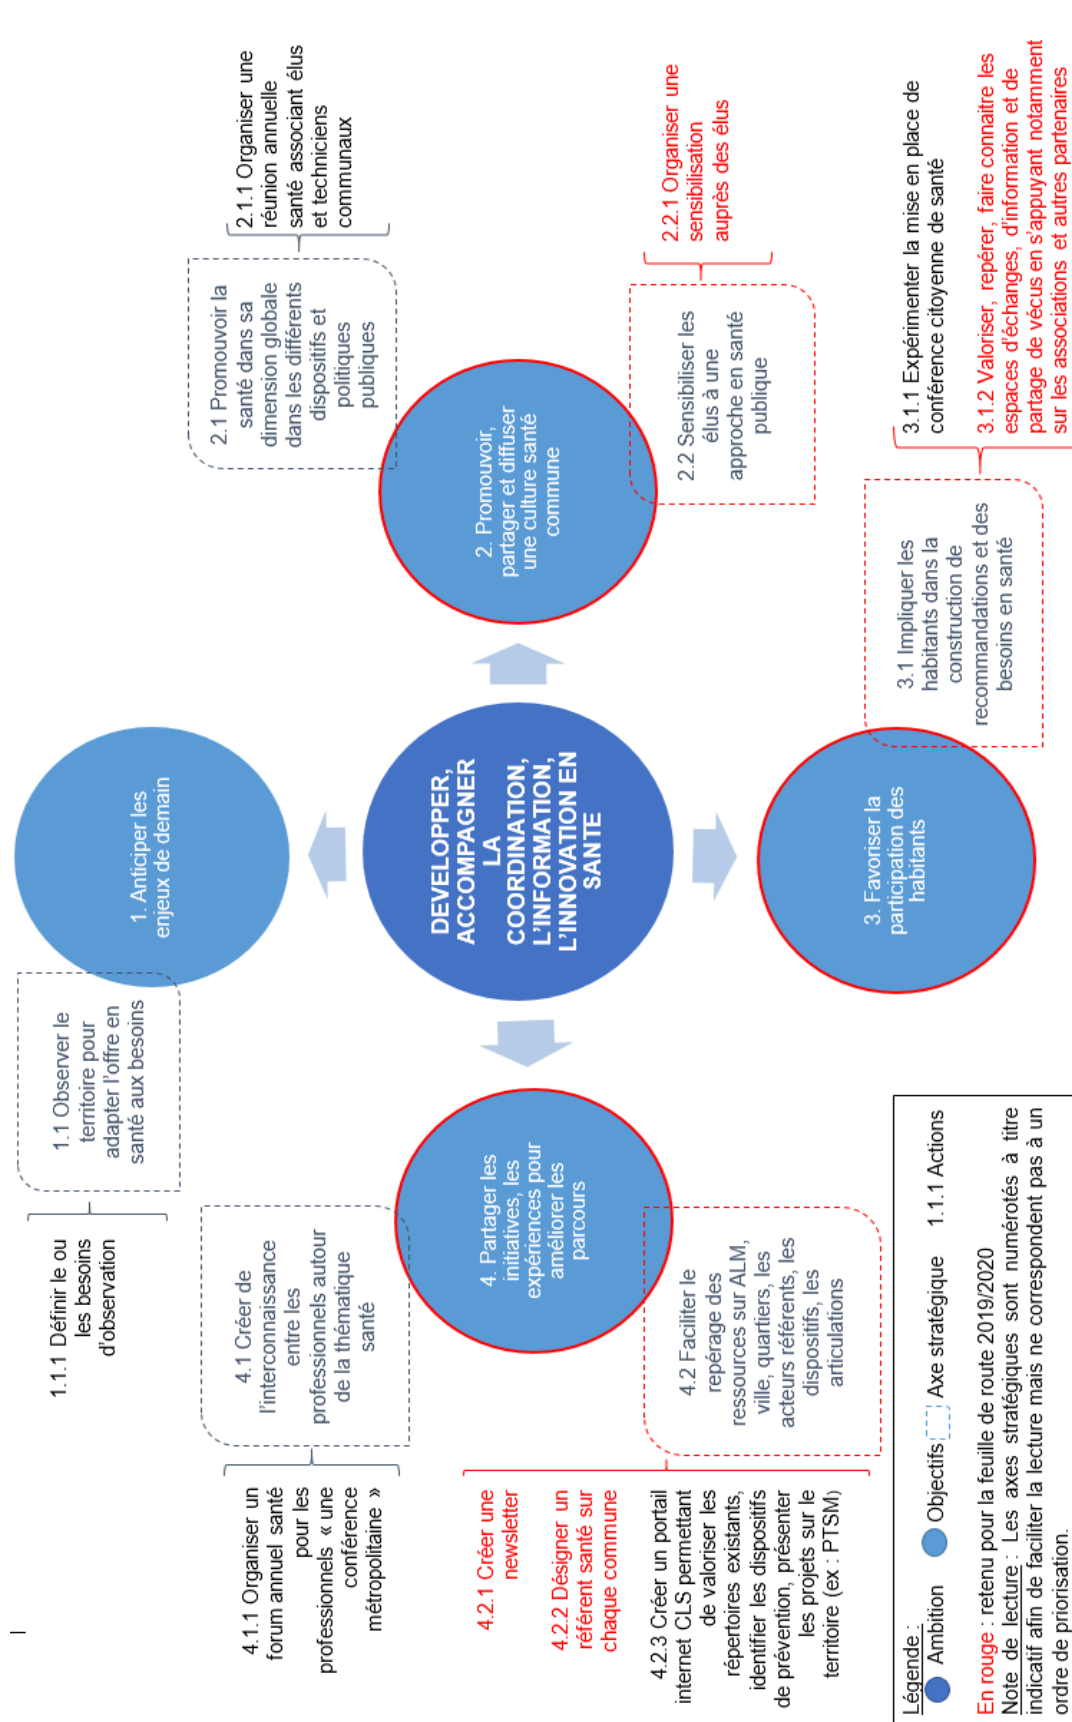 DEVELOPPER,
ACCOMPAGNER
LA
COORDINATION,
L'INFORMATION,
L'INNOVATION EN
SANTE
1. Anticiper les
enjeux de demain
1.1 Observer le
territoire pour
adapter l'offre en
santé aux besoins
1.1.1 Définir le ou
les besoins
d'observation
2. Promouvoir,
partager et diffuser
une culture santé
commune
2.1 Promouvoir la
santé dans sa
dimension globale
dans les différents
dispositifs et
politiques
publiques
2.1.1 Organiser une
réunion annuelle
santé associant élus
et techniciens
communaux
2.2 Sensibiliser les
élus à une
approche en santé
publique
2.2.1 Organiser une
sensibilisation
auprès des élus
3. Favoriser la
participation des
habitants
3.1 Impliquer les
habitants dans la
construction de
recommandations et des
besoins en santé
3.1.1 Expérimenter la mise en place de
conférence citoyenne de santé
3.1.2 Valoriser, repérer, faire connaitre les
espaces d'échanges, d'information et de
partage de vécus en s'appuyant notamment
sur les associations et autres partenaires
4. Partager les
initiatives, les
expériences pour
améliorer les
parcours
4.1 Créer de
l'interconnaissance
entre les
professionnels autour
de la thématique
santé
4.1.1 Organiser un
forum annuel santé
pour les
professionnels « une
conférence
métropolitaine »
4.2 Faciliter le
repérage des
ressources sur ALM,
ville, quartiers, les
acteurs référents, les
dispositifs, les
articulations
4.2.1 Créer une
newsletter
4.2.2 Désigner un
référent santé sur
chaque commune
4.2.3 Créer un portail
internet CLS permettant
de valoriser les
répertoires existants,
identifier les dispositifs
de prévention, présenter
les projets sur le
territoire (ex : PTSM)
Légende :
Ambition Objectifs Axe stratégique 1.1.1 Actions
En rouge : retenu pour la feuille de route 2019/2020
Note de lecture : Les axes stratégiques sont numérotés à titre
indicatif afin de faciliter la lecture mais ne correspondent pas à un
ordre de priorisation.